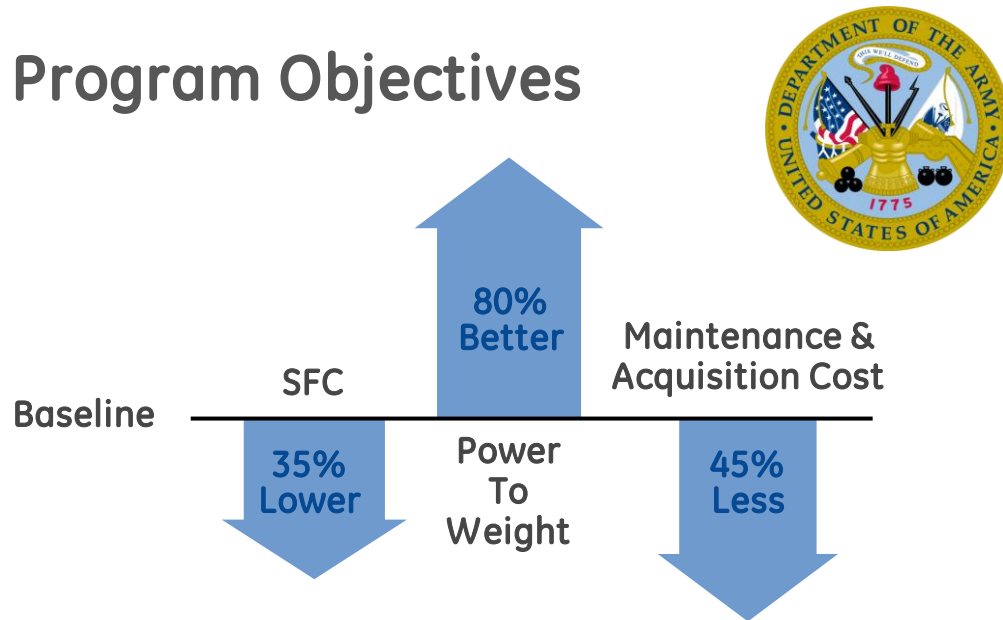 Program Objectives
DEPARTMENT OF THE ARMY
THIS WE'LL DEFEND
1775
UNITED STATES OF AMERICA
80%
Better
Maintenance &
Acquisition Cost
SFC
Baseline
35%
Lower
Power
To
Weight
45%
Less